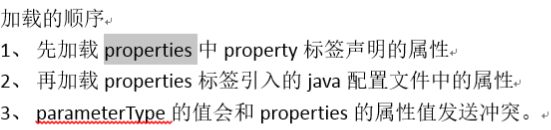 加载的顺序
1、 先加载 properties 中 property 标签声明的属性
2、 再加载 properties 标签引入的 java 配置文件中的属性
3、 parameterType 的值会和 properties 的属性值发送冲突。